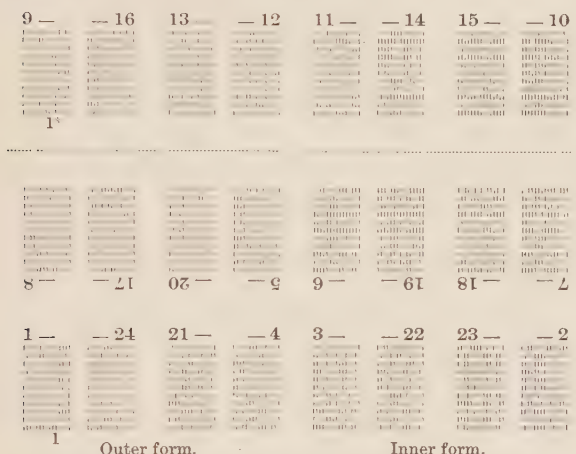 9 — — 16 13 — 12 11 — — 14 15 — — 10
1*
8 — — 17 20 — — 5 6 — — 19 18 — — 7
1 — — 24 21 — — 4 3 — — 22 23 — — 2
1
Outer form. Inner form.